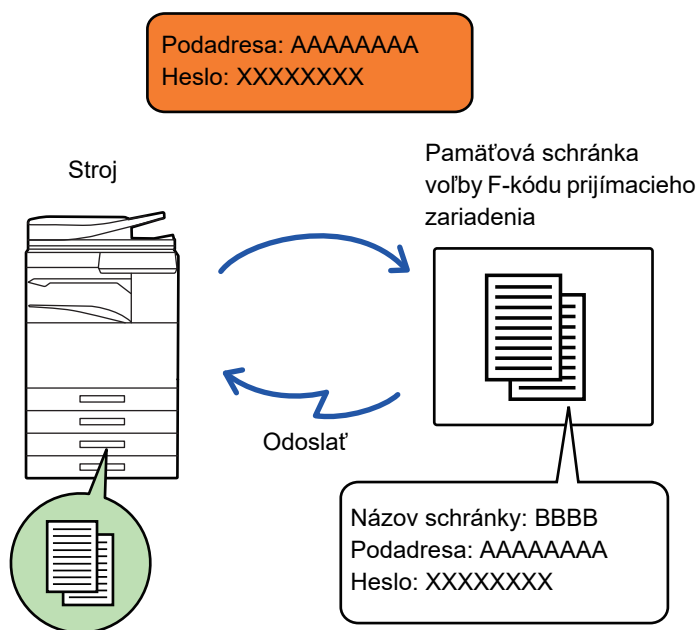 Podadresa: AAAAAAAA
Heslo: XXXXXXXX
Stroj
Pamäťová schránka
voľby F-kódu prijímacieho
zariadenia
Odoslať
Názov schránky: BBBB
Podadresa: AAAAAAAA
Heslo: XXXXXXXX